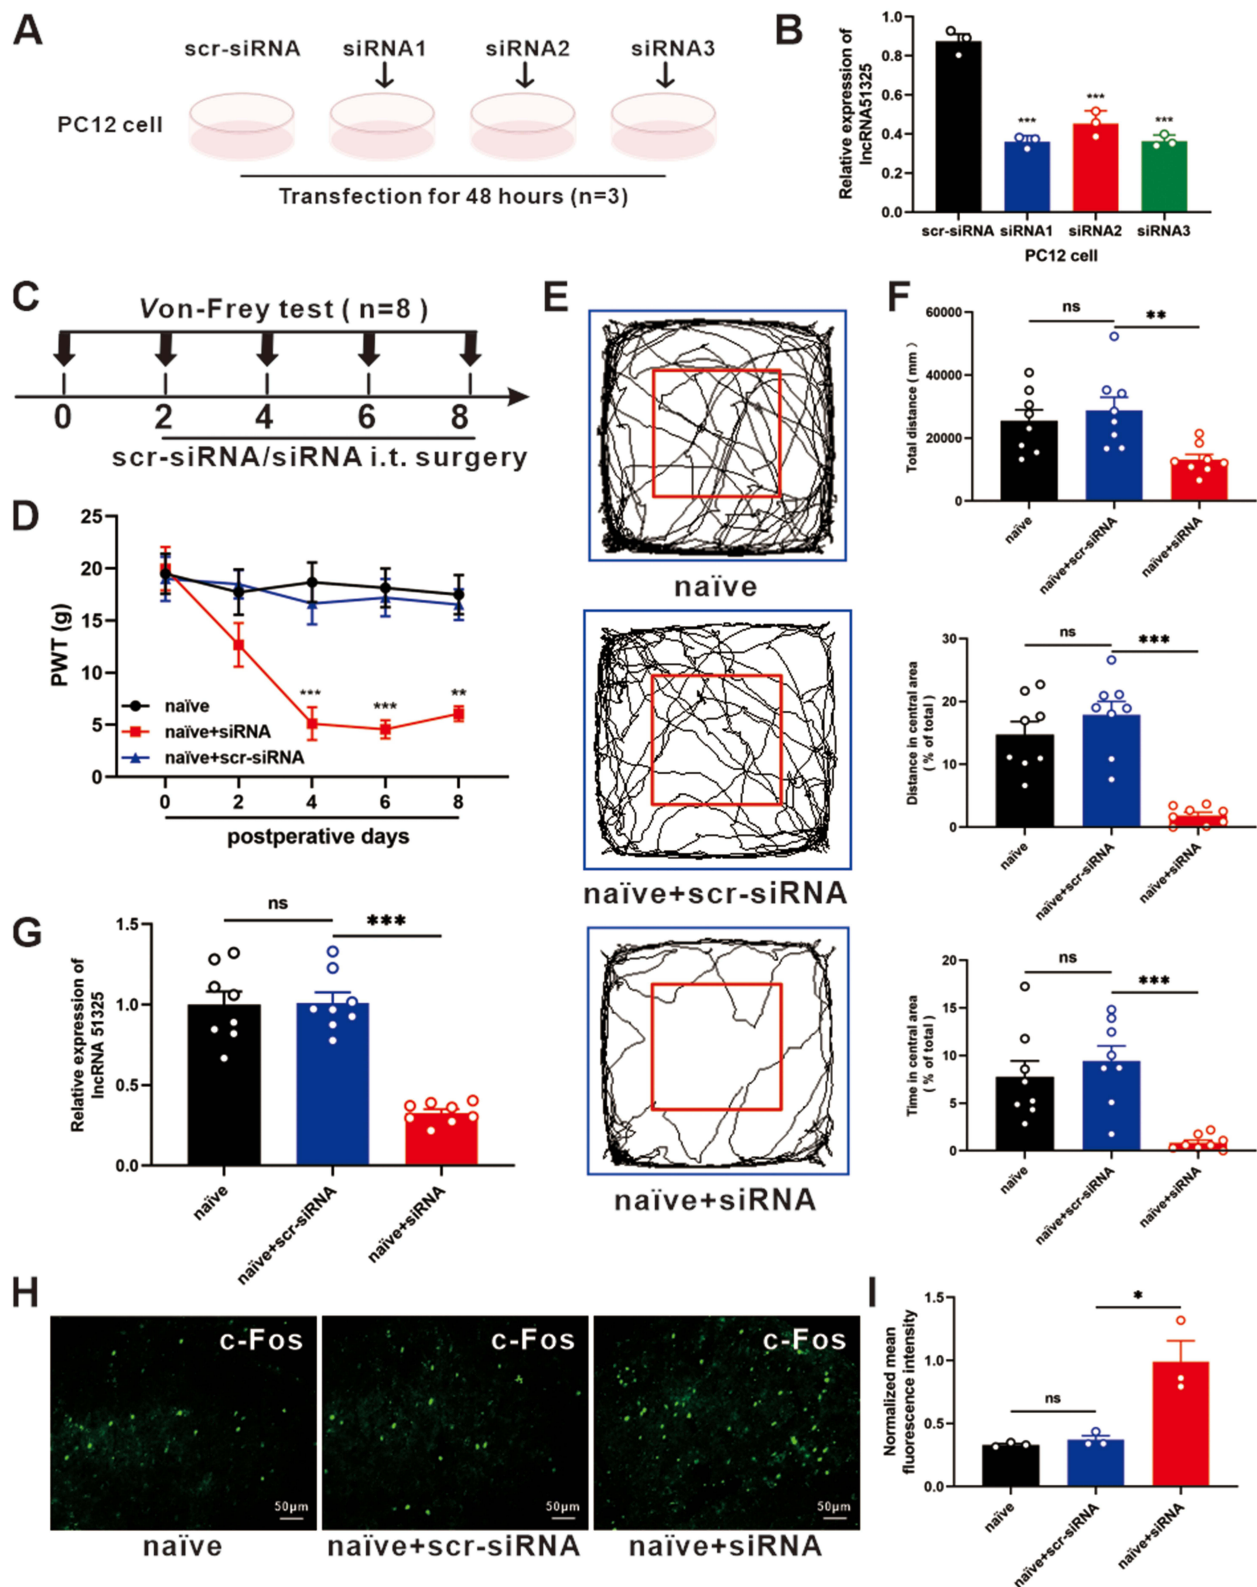 A
scr-siRNA
siRNA1
siRNA2
siRNA3
PC12 cell
Transfection for 48 hours (n=3)
B
Relative expression of
lncRNA51325
1.0
0.8
0.6
0.4
0.2
0.0
***
***
***
scr-siRNA
siRNA1
siRNA2
siRNA3
PC12 cell
C
Von-Frey test ( n=8 )
0
2
4
6
8
scr-siRNA/siRNA i.t. surgery
D
PWT (g)
25
20
15
10
5
0
***
***
**
naïve
naïve+siRNA
naïve+scr-siRNA
0
2
4
6
8
postperative days
E
naïve
naïve+scr-siRNA
naïve+siRNA
F
Total distance ( mm )
60000
40000
20000
0
ns
**
naïve
naïve+scr-siRNA
naïve+siRNA
Distance in central area
( % of total )
30
20
10
0
ns
***
naïve
naïve+scr-siRNA
naïve+siRNA
Time in central area
( % of total )
20
15
10
5
0
ns
***
naïve
naïve+scr-siRNA
naïve+siRNA
G
Relative expression of
lncRNA 51325
1.5
1.0
0.5
0.0
ns
***
naïve
naïve+scr-siRNA
naïve+siRNA
H
c-Fos
50μm
naïve
c-Fos
50μm
naïve+scr-siRNA
c-Fos
50μm
naïve+siRNA
I
Normalized mean
fluorescence intensity
1.5
1.0
0.5
0.0
ns
*
naïve
naïve+scr-siRNA
naïve+siRNA